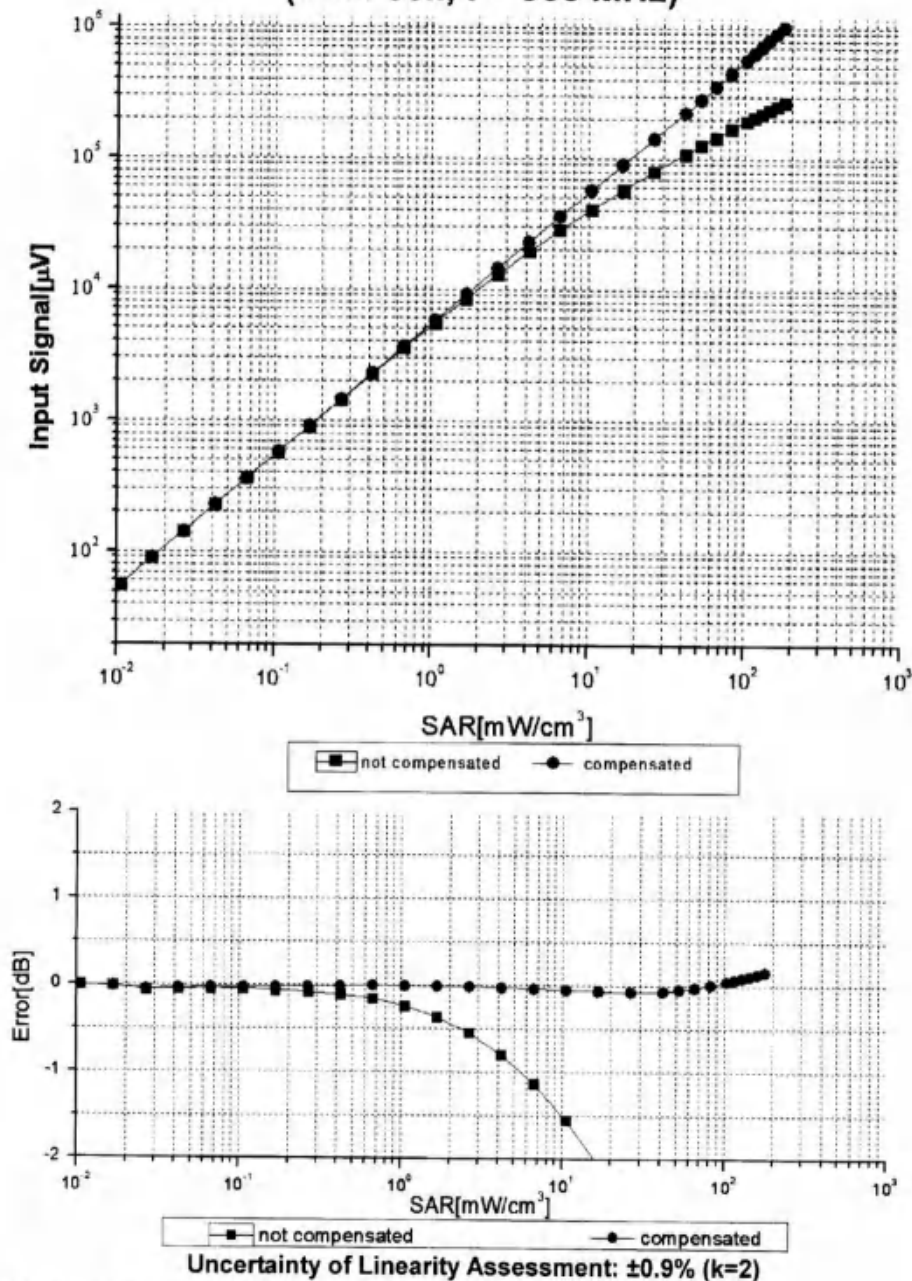 10⁶
10⁵
10⁴
10³
10²
Input Signal[µV]
10⁻² 10⁻¹ 10⁰ 10¹ 10² 10³
SAR[mW/cm³]
not compensated compensated
2
1
0
-1
-2
Error[dB]
10⁻² 10⁻¹ 10⁰ 10¹ 10² 10³
SAR[mW/cm³]
not compensated compensated
Uncertainty of Linearity Assessment: ±0.9% (k=2)